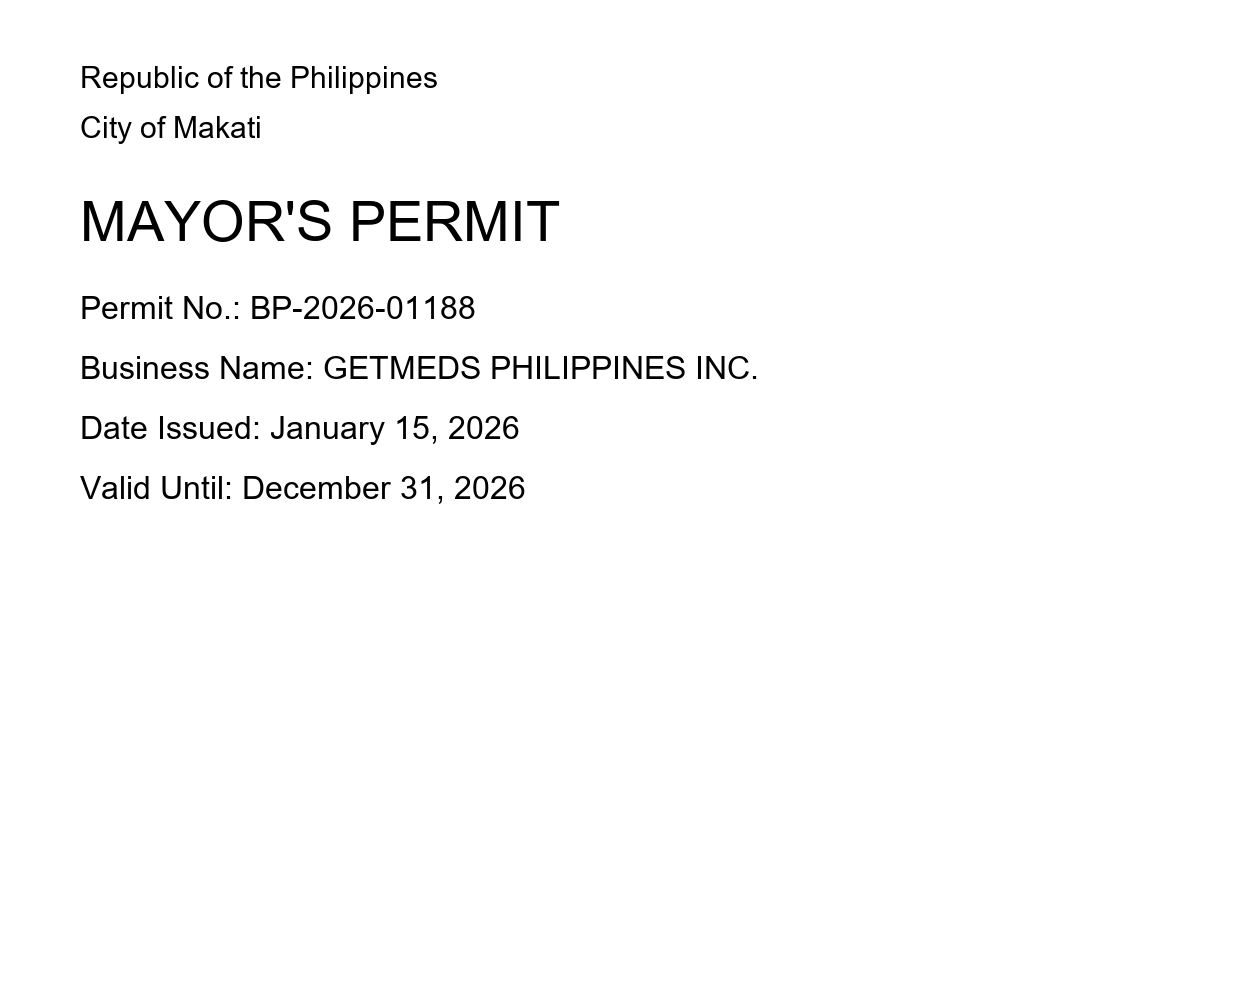 Republic of the Philippines
City of Makati
MAYOR'S PERMIT
Permit No.: BP-2026-01188
Business Name: GETMEDS PHILIPPINES INC.
Date Issued: January 15, 2026
Valid Until: December 31, 2026